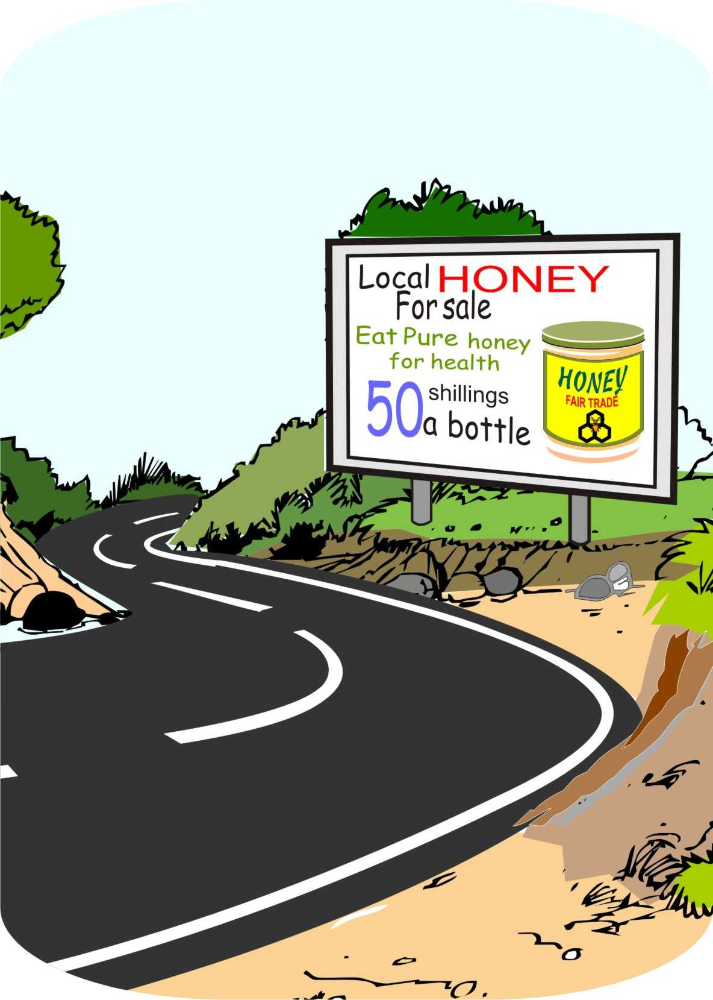 Local HONEY
For sale
Eat Pure honey
for health
50 shillings
a bottle
HONEY
FAIR TRADE